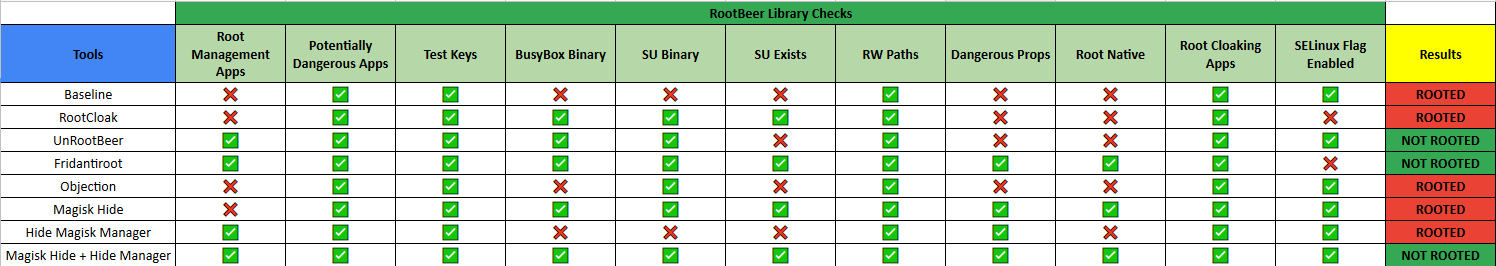 RootBeer Library Checks
Tools
Root
Management
Apps
Potentially
Dangerous Apps
Test Keys
BusyBox Binary
SU Binary
SU Exists
RW Paths
Dangerous Props
Root Native
Root Cloaking
Apps
SELinux Flag
Enabled
Results
Baseline
ROOTED
RootCloak
ROOTED
UnRootBeer
NOT ROOTED
Fridantiroot
NOT ROOTED
Objection
ROOTED
Magisk Hide
ROOTED
Hide Magisk Manager
ROOTED
Magisk Hide + Hide Manager
NOT ROOTED